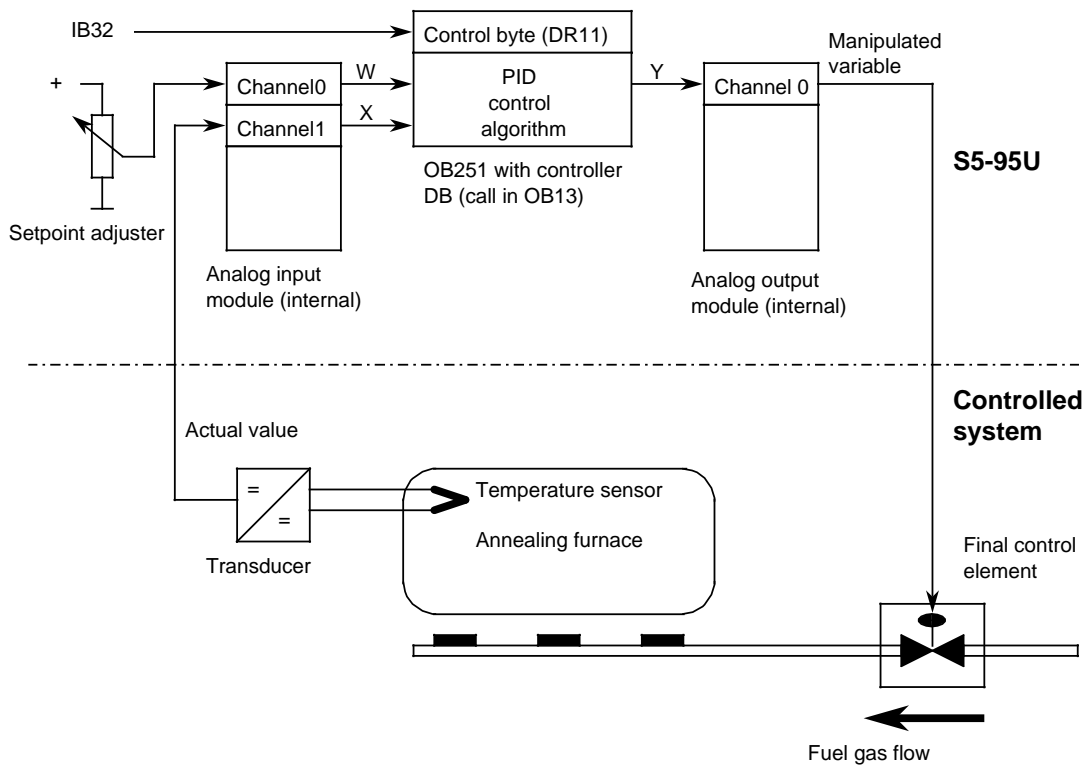 IB32
Control byte (DR11)
Manipulated
variable
+
Channel0
W
PID
control
algorithm
Y
Channel 0
Channel1
X
OB251 with controller
DB (call in OB13)
S5-95U
Setpoint adjuster
Analog input
module (internal)
Analog output
module (internal)
Controlled
system
Actual value
=
=
Transducer
Temperature sensor
Annealing furnace
Final control
element
Fuel gas flow